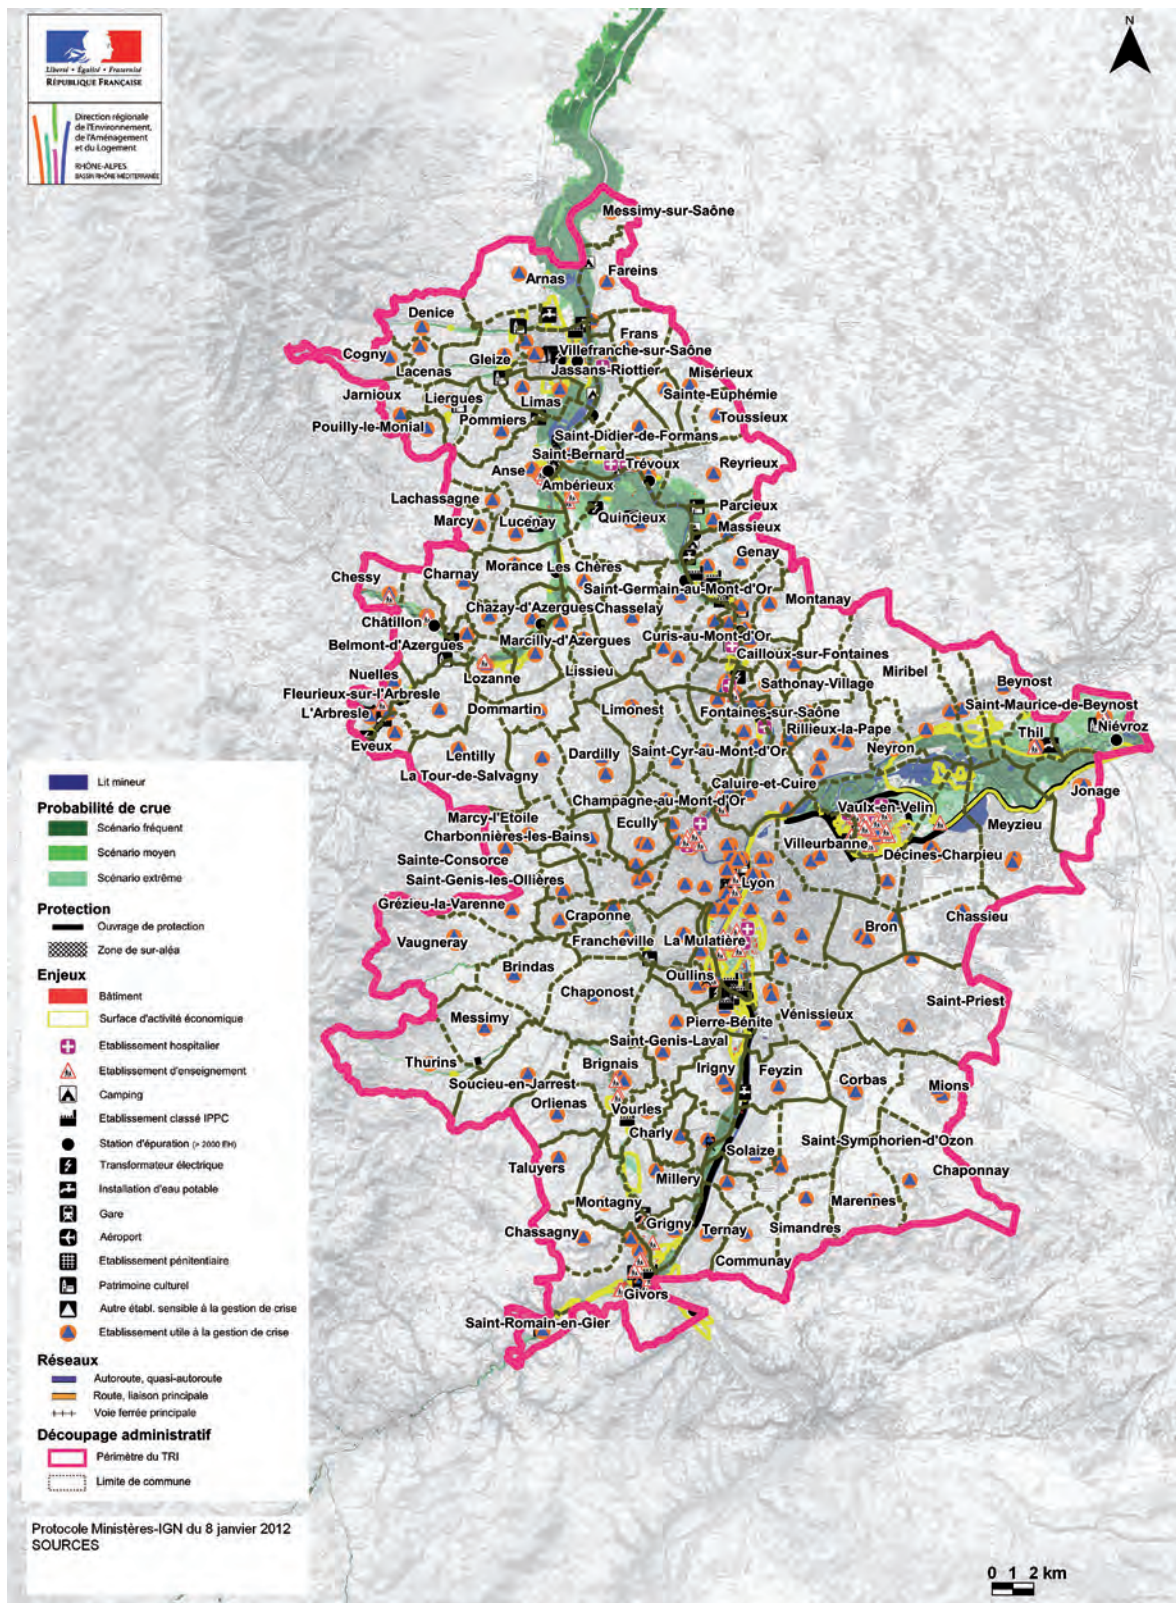 Liberté • Égalité • Fraternité
RÉPUBLIQUE FRANÇAISE
Direction régionale
de l'Environnement,
de l'Aménagement
et du Logement
RHÔNE-ALPES
BASSIN RHÔNE MÉDITERRANÉE
N
Messimy-sur-Saône
Fareins
Arnas
Denice
Frans
Cogny
Gleize
Villefranche-sur-Saône
Lacenas
Jassans-Riottier
Misérieux
Jarnioux
Liergues
Limas
Sainte-Euphémie
Pouilly-le-Monial
Pommiers
Toussieux
Saint-Didier-de-Formans
Saint-Bernard
Anse
Trévoux
Reyrieux
Ambérieux
Lachassagne
Parcieux
Marcy
Lucenay
Quincieux
Massieux
Genay
Morance
Les Chères
Chessy
Charnay
Saint-Germain-au-Mont-d'Or
Montanay
Chazay-d'Azergues
Chasselay
Châtillon
Belmont-d'Azergues
Marcilly-d'Azergues
Curis-au-Mont-d'Or
Cailloux-sur-Fontaines
Nuelles
Lozanne
Lissieu
Miribel
Beynost
Fleurieux-sur-l'Arbresle
Sathonay-Village
L'Arbresle
Dommartin
Limonest
Fontaines-sur-Saône
Saint-Maurice-de-Beynost
Niévroz
Thil
Eveux
Rillieux-la-Pape
Lentilly
Dardilly
Saint-Cyr-au-Mont-d'Or
Neyron
La Tour-de-Salvagny
Caluire-et-Cuire
Jonage
Champagne-au-Mont-d'Or
Vaulx-en-Velin
Marcy-l'Etoile
Ecully
Meyzieu
Charbonnières-les-Bains
Villeurbanne
Décines-Charpieu
Sainte-Consorce
Saint-Genis-les-Ollières
Lyon
Grézieu-la-Varenne
Craponne
Chassieu
Vaugneray
Francheville
La Mulatière
Bron
Brindas
Oullins
Chaponost
Saint-Priest
Messimy
Pierre-Bénite
Vénissieux
Saint-Genis-Laval
Thurins
Brignais
Irigny
Feyzin
Soucieu-en-Jarrest
Corbas
Mions
Orlienas
Vourles
Charly
Saint-Symphorien-d'Ozon
Solaize
Taluyers
Millery
Chaponnay
Montagny
Marennes
Chassagny
Grigny
Ternay
Simandres
Communay
Givors
Saint-Romain-en-Gier
Lit mineur
Probabilité de crue
Scénario fréquent
Scénario moyen
Scénario extrême
Protection
Ouvrage de protection
Zone de sur-aléa
Enjeux
Bâtiment
Surface d'activité économique
Etablissement hospitalier
Etablissement d'enseignement
Camping
Etablissement classé IPPC
Station d'épuration (> 2000 EH)
Transformateur électrique
Installation d'eau potable
Gare
Aéroport
Etablissement pénitentiaire
Patrimoine culturel
Autre établ. sensible à la gestion de crise
Etablissement utile à la gestion de crise
Réseaux
Autoroute, quasi-autoroute
Route, liaison principale
Voie ferrée principale
Découpage administratif
Périmètre du TRI
Limite de commune
Protocole Ministères-IGN du 8 janvier 2012
SOURCES
0 1 2 km